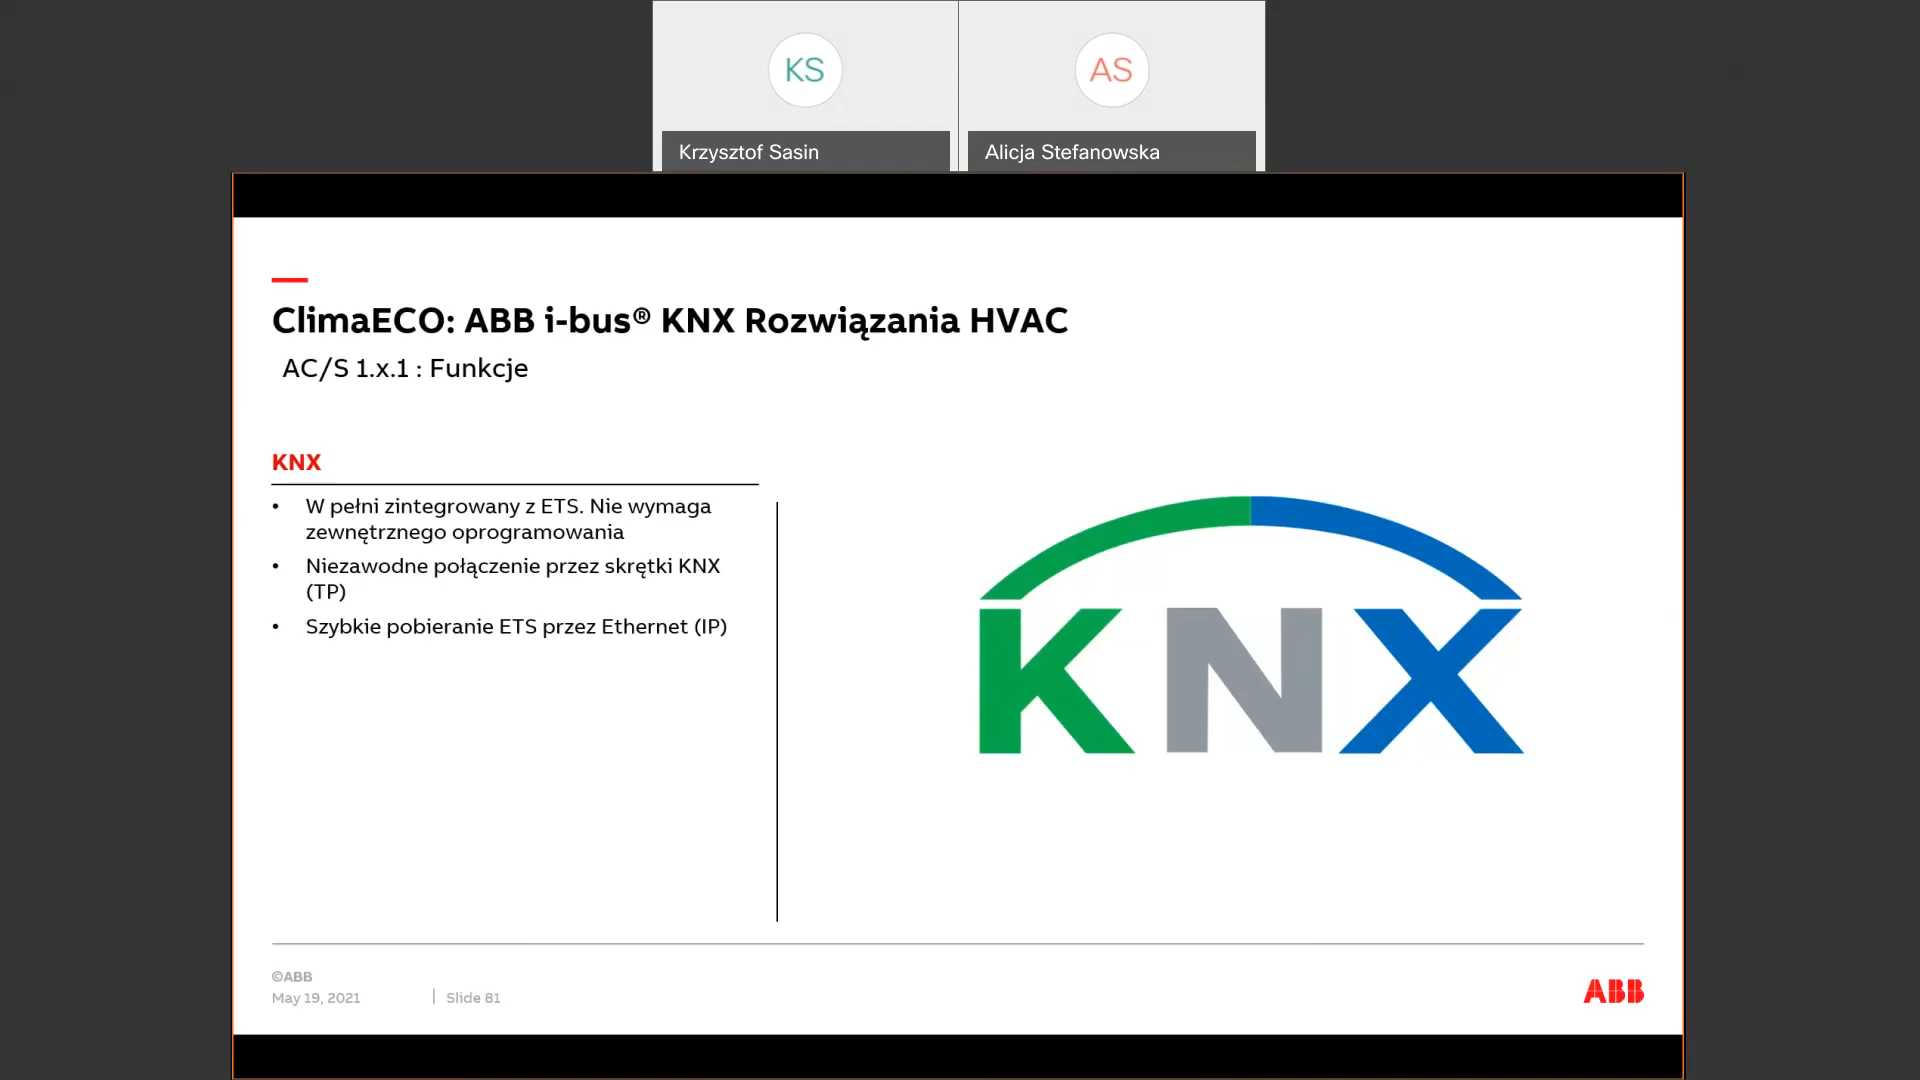 KS
AS
Krzysztof Sasin
Alicja Stefanowska
ClimaECO: ABB i-bus® KNX Rozwiązania HVAC
AC/S 1.x.1 : Funkcje
KNX
• W pełni zintegrowany z ETS. Nie wymaga
zewnętrznego oprogramowania
• Niezawodne połączenie przez skrętki KNX
(TP)
• Szybkie pobieranie ETS przez Ethernet (IP)
KNX
©ABB
May 19, 2021
Slide 81
ABB